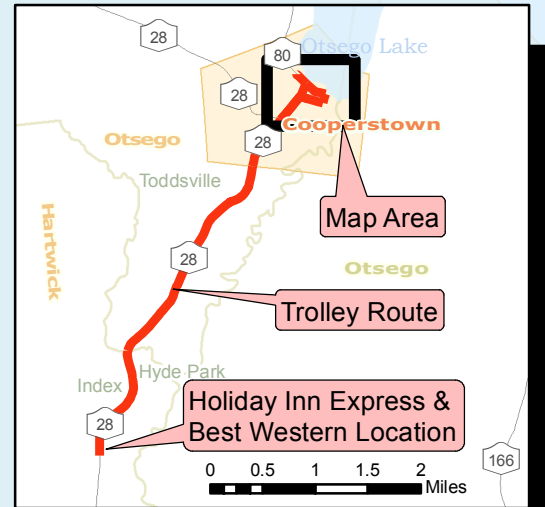 28
80
Otsego Lake
28
Cooperstown
28
Otsego
Toddsville
Map Area
Hartwick
28
Otsego
Trolley Route
Hyde Park
Index
Holiday Inn Express &
Best Western Location
28
166
0 0.5 1 1 2
Miles